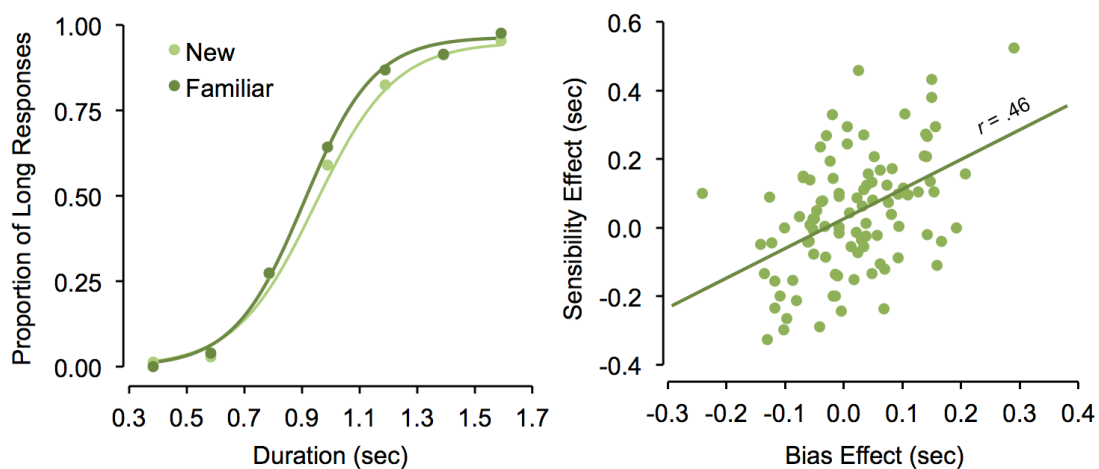 1.00
0.75
0.50
0.25
0.00
Proportion of Long Responses
New
Familiar
0.3 0.5 0.7 0.9 1.1 1.3 1.5 1.7
Duration (sec)
0.6
0.4
0.2
0.0
-0.2
-0.4
Sensibility Effect (sec)
r = .46
-0.3 -0.2 -0.1 0.0 0.1 0.2 0.3 0.4
Bias Effect (sec)